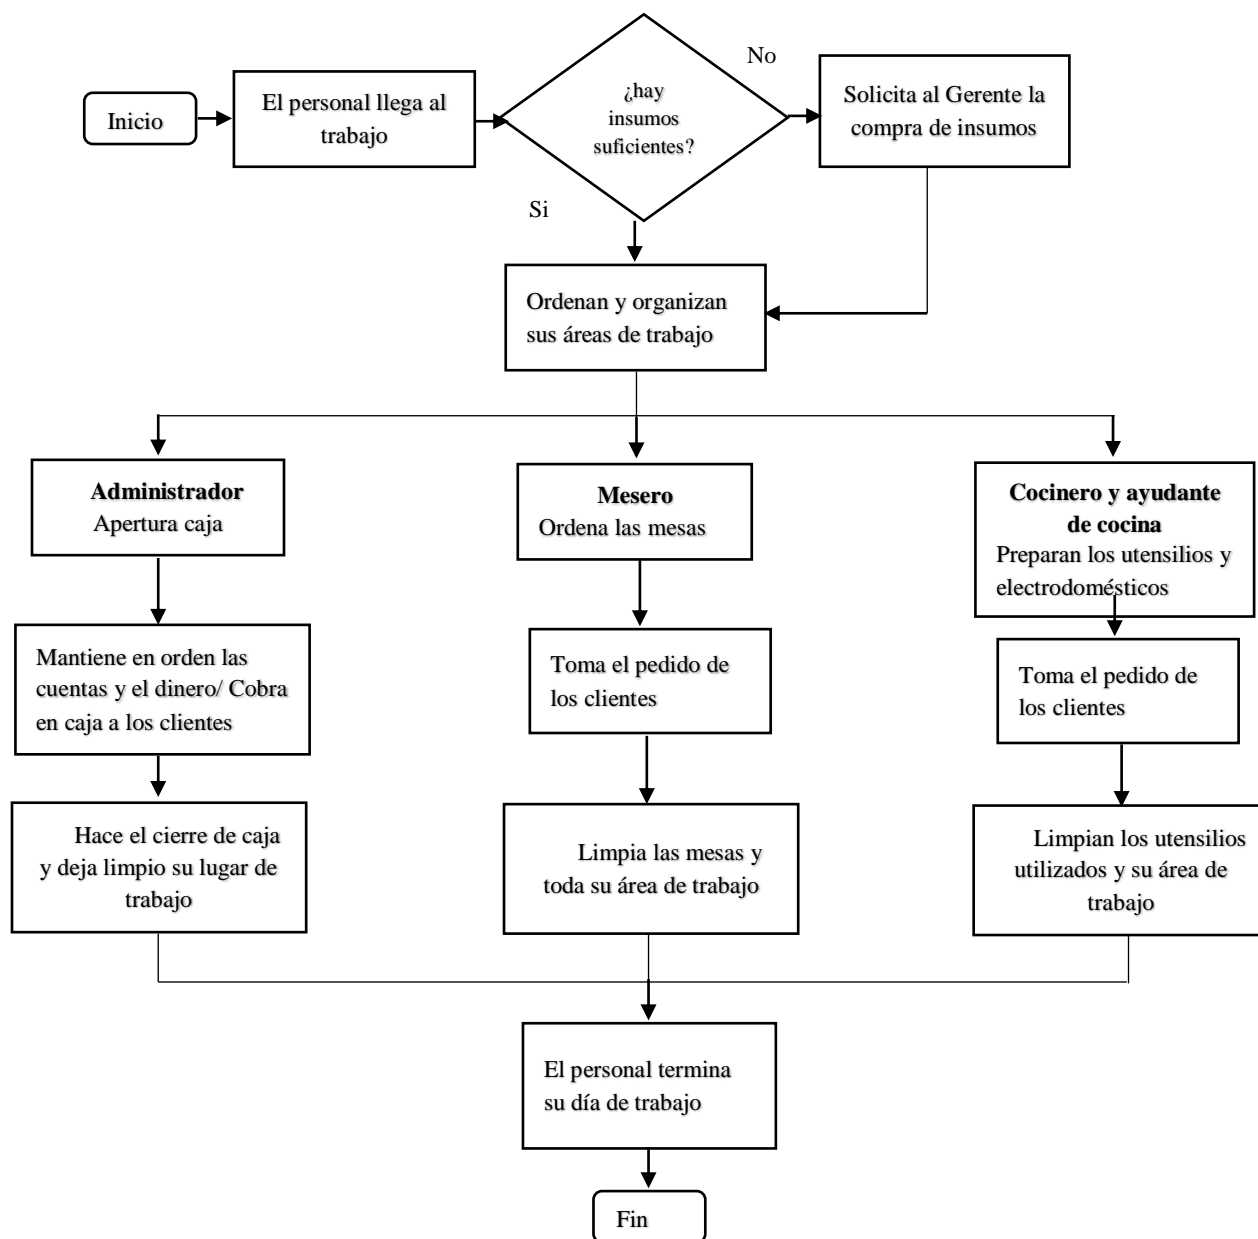 Inicio
El personal llega al
trabajo
¿hay
insumos
suficientes?
No
Solicita al Gerente la
compra de insumos
Si
Ordenan y organizan
sus áreas de trabajo
Administrador
Apertura caja
Mesero
Ordena las mesas
Cocinero y ayudante
de cocina
Preparan los utensilios y
electrodomésticos
Mantiene en orden las
cuentas y el dinero/ Cobra
en caja a los clientes
Toma el pedido de
los clientes
Toma el pedido de
los clientes
Hace el cierre de caja
y deja limpio su lugar de
trabajo
Limpia las mesas y
toda su área de trabajo
Limpian los utensilios
utilizados y su área de
trabajo
El personal termina
su día de trabajo
Fin